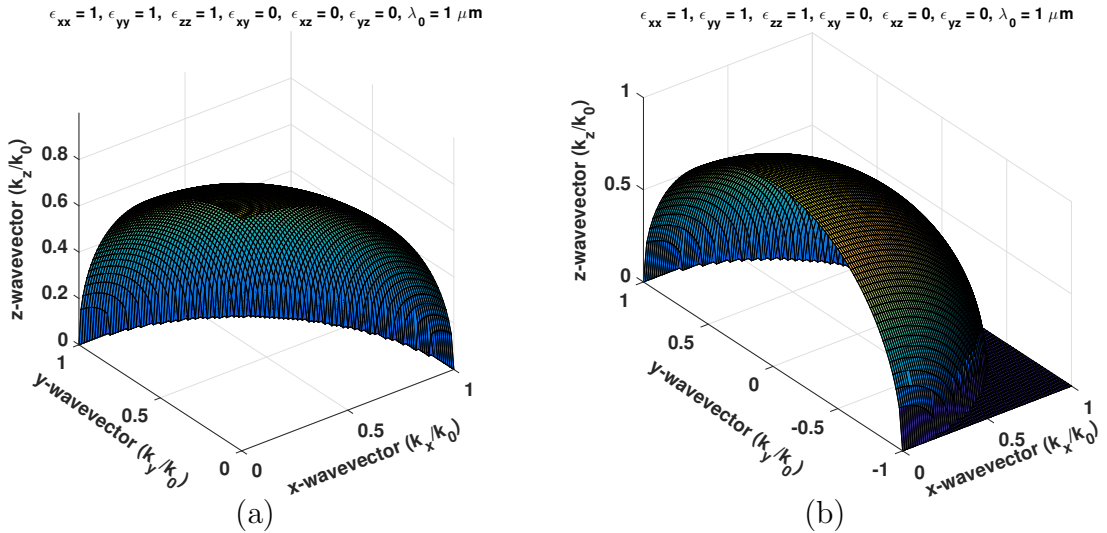 ϵxx = 1, ϵyy = 1, ϵzz = 1, ϵxy = 0, ϵxz = 0, ϵyz = 0, λ0 = 1 μm
z-wavevector (kz/k0)
0.8
0.6
0.4
0.2
0
1
0.5
0
y-wavevector (ky/k0)
0
0.5
1
x-wavevector (kx/k0)
(a)
ϵxx = 1, ϵyy = 1, ϵzz = 1, ϵxy = 0, ϵxz = 0, ϵyz = 0, λ0 = 1 μm
z-wavevector (kz/k0)
1
0.5
0
1
0.5
0
-0.5
-1
y-wavevector (ky/k0)
0
0.5
1
x-wavevector (kx/k0)
(b)